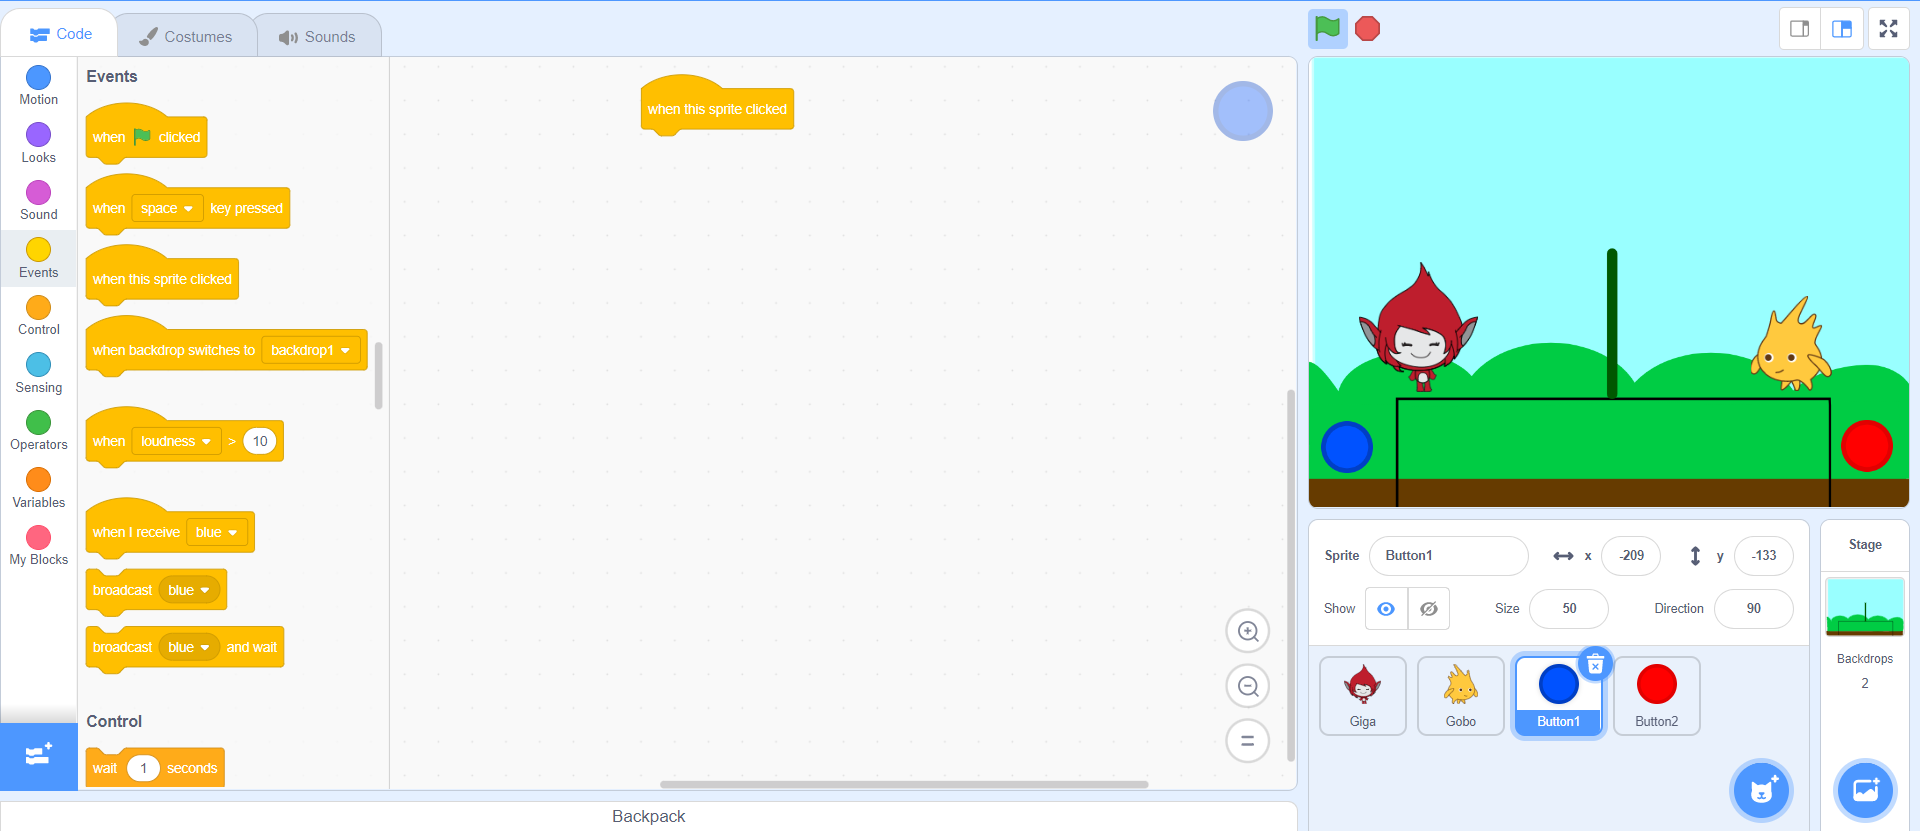 Code
Costumes
Sounds
Motion
Looks
Sound
Events
Control
Sensing
Operators
Variables
My Blocks
Events
when clicked
when space key pressed
when this sprite clicked
when backdrop switches to backdrop1
when loudness > 10
when I receive blue
broadcast blue
broadcast blue and wait
Control
wait 1 seconds
when this sprite clicked
Backpack
Sprite Button1 x -209 y -133
Show Size 50 Direction 90
Giga
Gobo
Button1
Button2
Stage
Backdrops
2